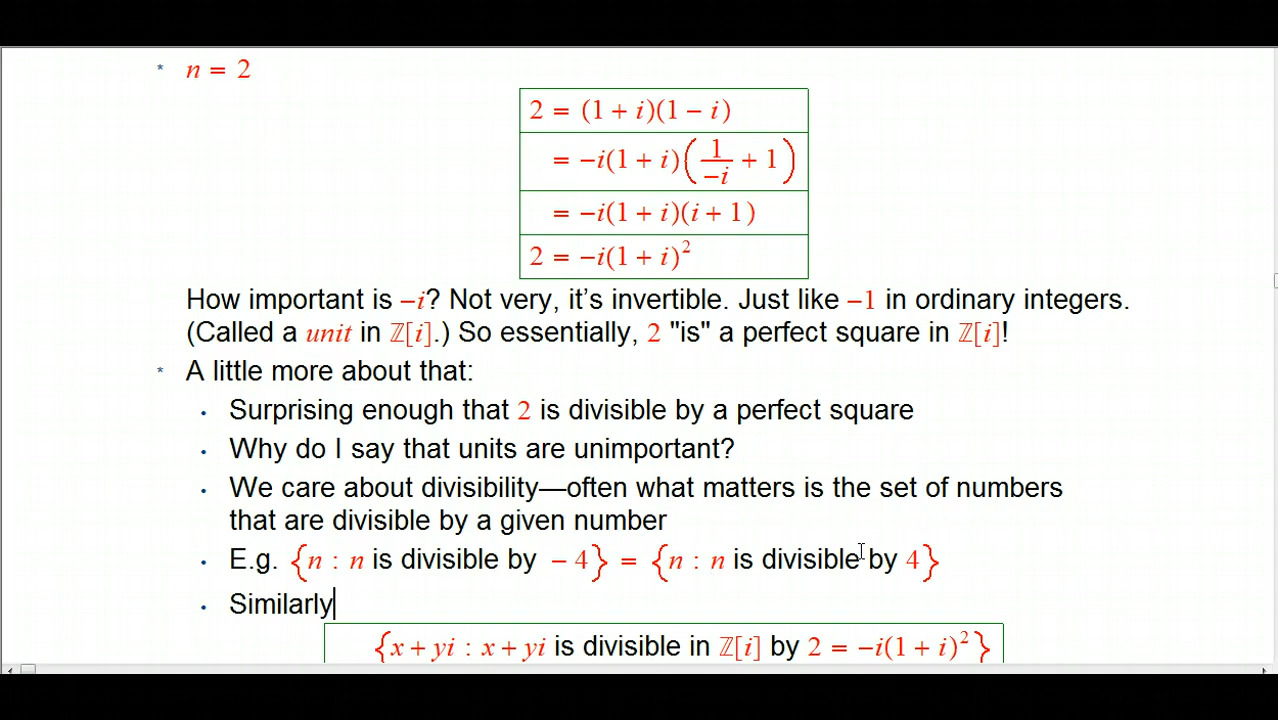 * n = 2
2 = (1 + i)(1 − i)
= −i(1 + i)(1/−i + 1)
= −i(1 + i)(i + 1)
2 = −i(1 + i)²
How important is −i? Not very, it’s invertible. Just like −1 in ordinary integers.
(Called a unit in ℤ[i].) So essentially, 2 "is" a perfect square in ℤ[i]!
* A little more about that:
• Surprising enough that 2 is divisible by a perfect square
• Why do I say that units are unimportant?
• We care about divisibility—often what matters is the set of numbers
that are divisible by a given number
• E.g. {n : n is divisible by − 4} = {n : n is divisible by 4}
• Similarly
{x + yi : x + yi is divisible in ℤ[i] by 2 = −i(1 + i)²}